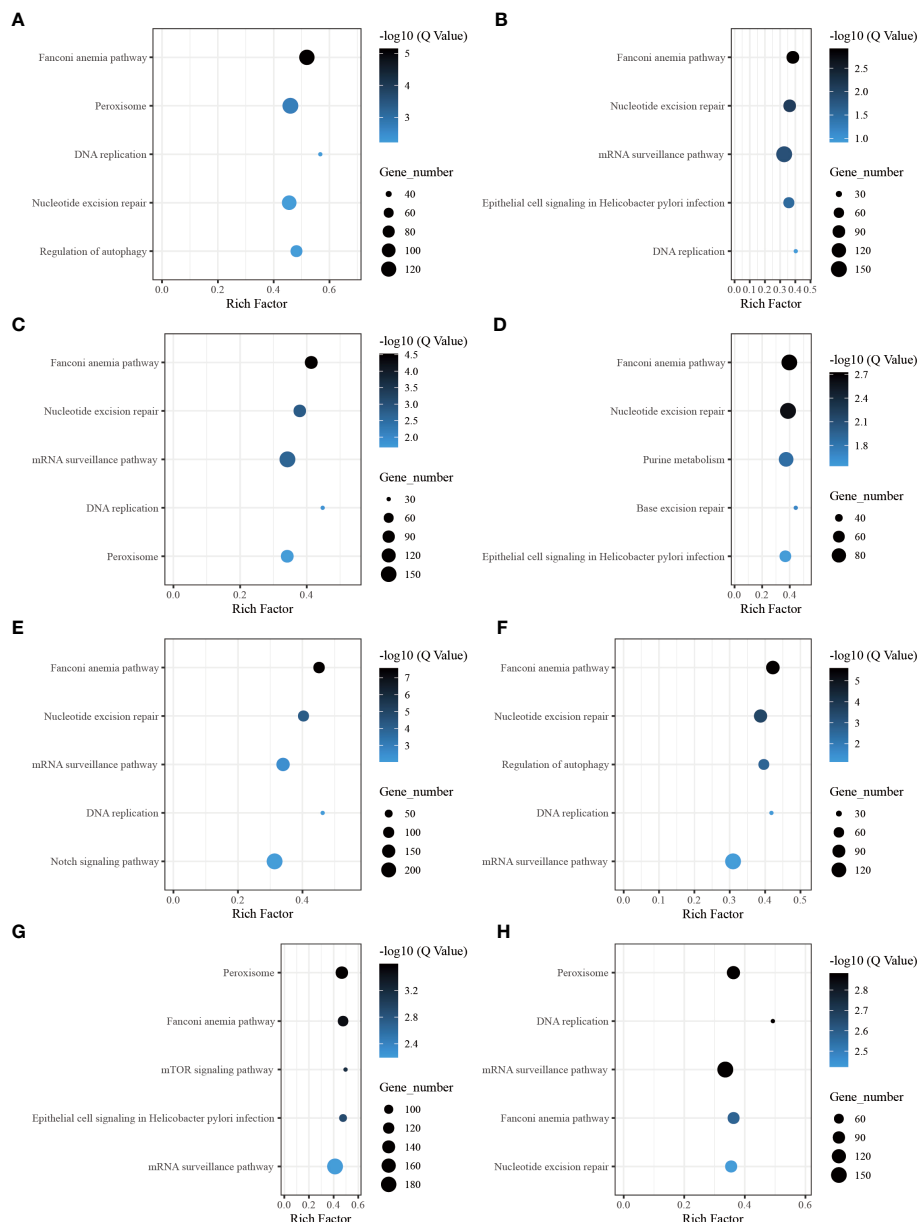 A
-log10 (Q Value)
5
3
Fanconi anemia pathway
Peroxisome
DNA replication
Nucleotide excision repair
Regulation of autophagy
Gene_number
40
60
80
100
120
0.0 0.2 0.4 0.6
Rich Factor
B
-log10 (Q Value)
2.5
2.0
1.5
1.0
Fanconi anemia pathway
Nucleotide excision repair
mRNA surveillance pathway
Epithelial cell signaling in Helicobacter pylori infection
DNA replication
Gene_number
30
60
90
120
150
0.0 0.1 0.2 0.3 0.4 0.5
Rich Factor
C
-log10 (Q Value)
4.5
4.0
3.5
3.0
2.5
2.0
Fanconi anemia pathway
Nucleotide excision repair
mRNA surveillance pathway
DNA replication
Peroxisome
Gene_number
30
60
90
120
150
0.0 0.2 0.4
Rich Factor
D
-log10 (Q Value)
2.7
2.4
2.1
1.8
Fanconi anemia pathway
Nucleotide excision repair
Purine metabolism
Base excision repair
Epithelial cell signaling in Helicobacter pylori infection
Gene_number
40
60
80
0.0 0.2 0.4
Rich Factor
E
-log10 (Q Value)
7
6
5
4
3
Fanconi anemia pathway
Nucleotide excision repair
mRNA surveillance pathway
DNA replication
Notch signaling pathway
Gene_number
50
100
150
200
0.0 0.2 0.4
Rich Factor
F
-log10 (Q Value)
5
4
3
2
Fanconi anemia pathway
Nucleotide excision repair
Regulation of autophagy
DNA replication
mRNA surveillance pathway
Gene_number
30
60
90
120
0.0 0.1 0.2 0.3 0.4 0.5
Rich Factor
G
-log10 (Q Value)
3.2
2.8
2.4
Peroxisome
Fanconi anemia pathway
mTOR signaling pathway
Epithelial cell signaling in Helicobacter pylori infection
mRNA surveillance pathway
Gene_number
100
120
140
160
180
0.0 0.2 0.4 0.6
Rich Factor
H
-log10 (Q Value)
2.8
2.7
2.6
2.5
Peroxisome
DNA replication
mRNA surveillance pathway
Fanconi anemia pathway
Nucleotide excision repair
Gene_number
60
90
120
150
0.0 0.2 0.4 0.6
Rich Factor